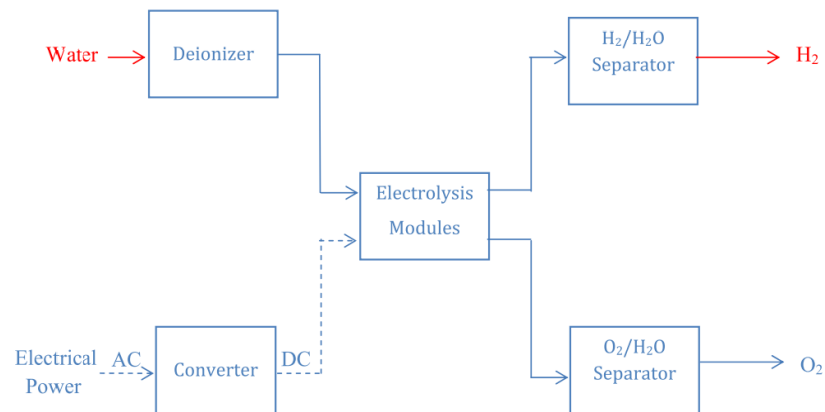 Water
Deionizer
H₂/H₂O
Separator
H₂
Electrolysis
Modules
Electrical
Power
AC
Converter
DC
O₂/H₂O
Separator
O₂